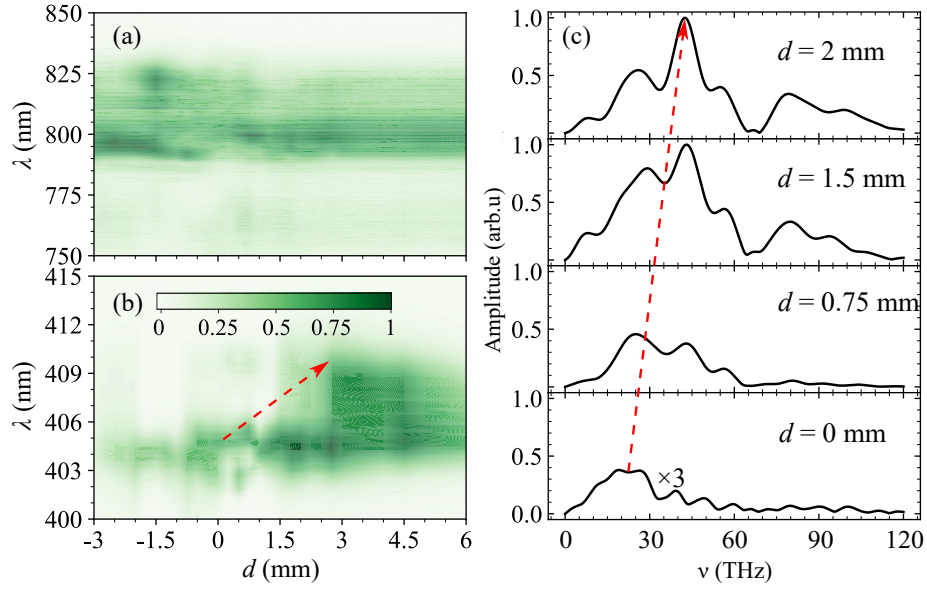 (a)
850
825
800
775
750
λ (nm)
(b)
0 0.25 0.5 0.75 1
415
412
409
406
403
400
λ (nm)
-3 -1.5 0 1.5 3 4.5 6
d (mm)
(c)
1.0
0.5
d = 2 mm
1.0
0.5
d = 1.5 mm
1.0
0.5
d = 0.75 mm
1.0
0.5
0.0
d = 0 mm
×3
Amplitude (arb.u)
0 30 60 90 120
ν (THz)